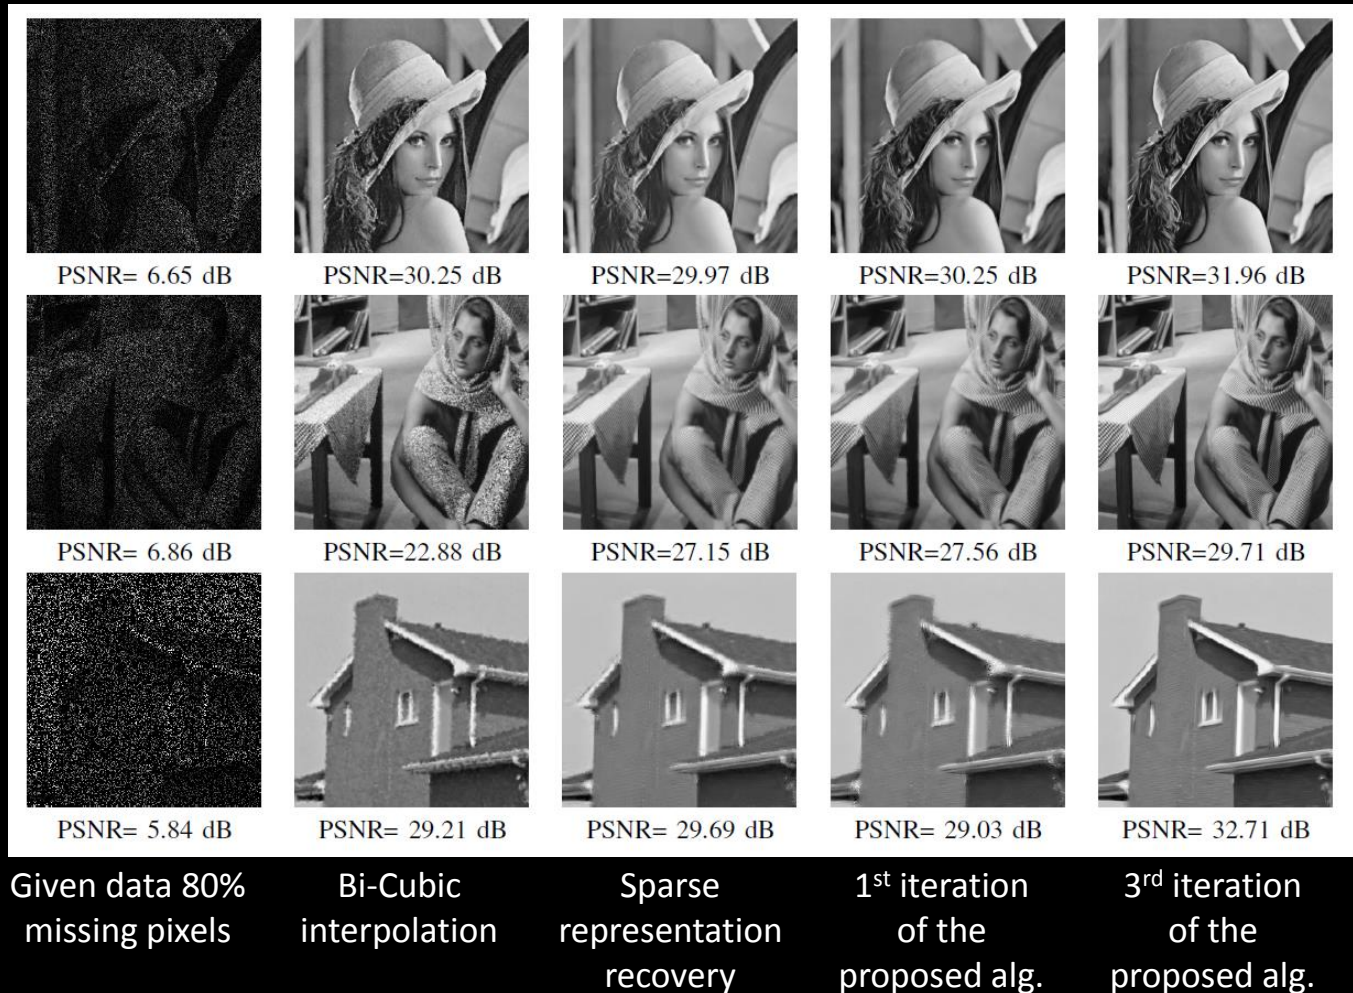 PSNR= 6.65 dB
PSNR=30.25 dB
PSNR=29.97 dB
PSNR=30.25 dB
PSNR=31.96 dB
PSNR= 6.86 dB
PSNR=22.88 dB
PSNR=27.15 dB
PSNR=27.56 dB
PSNR=29.71 dB
PSNR= 5.84 dB
PSNR= 29.21 dB
PSNR= 29.69 dB
PSNR= 29.03 dB
PSNR= 32.71 dB
Given data 80%
missing pixels
Bi-Cubic
interpolation
Sparse
representation
recovery
1st iteration
of the
proposed alg.
3rd iteration
of the
proposed alg.